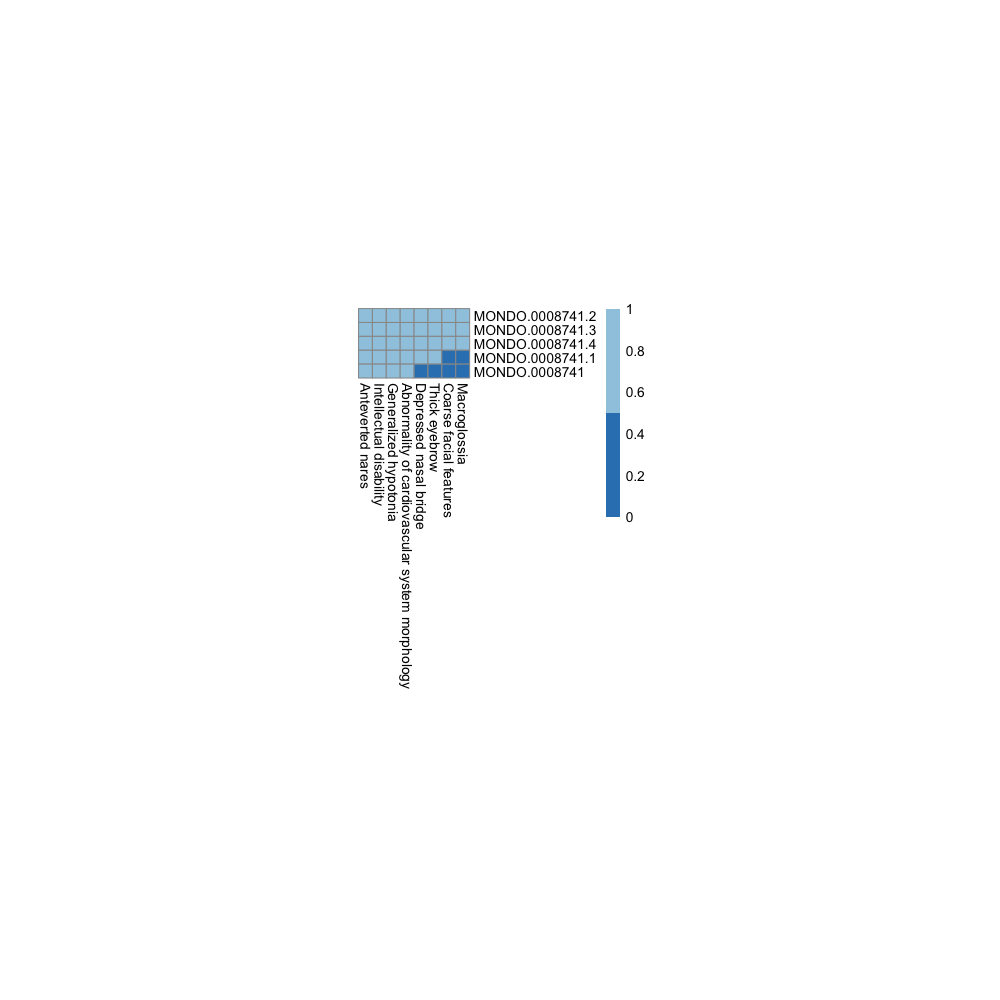 MONDO.0008741.2
MONDO.0008741.3
MONDO.0008741.4
MONDO.0008741.1
MONDO.0008741
1
0.8
0.6
0.4
0.2
0
Anteverted nares
Intellectual disability
Generalized hypotonia
Abnormality of cardiovascular system morphology
Depressed nasal bridge
Thick eyebrow
Coarse facial features
Macroglossia